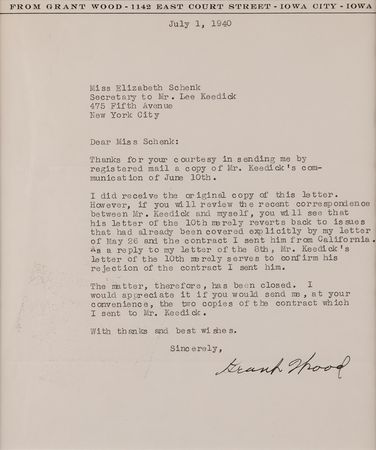 FROM GRANT WOOD - 1142 EAST COURT STREET - IOWA CITY - IOWA
July 1, 1940
Miss Elizabeth Schenk
Secretary to Mr. Lee Keedick
475 Fifth Avenue
New York City
Dear Miss Schenk:
Thanks for your courtesy in sending me by
registered mail a copy of Mr. Keedick's com-
munication of June 10th.
I did receive the original copy of this letter.
However, if you will review the recent correspondence
between Mr. Keedick and myself, you will see that
his letter of the 10th merely reverts back to issues
that had already been covered explicitly by my letter
of May 26 and the contract I sent him from California.
As a reply to my letter of the 8th, Mr. Keedick's
letter of the 10th merely serves to confirm his
rejection of the contract I sent him.
The matter, therefore, has been closed. I
would appreciate it if you would send me, at your
convenience, the two copies of the contract which
I sent to Mr. Keedick.
With thanks and best wishes.
Sincerely,
Grant Wood